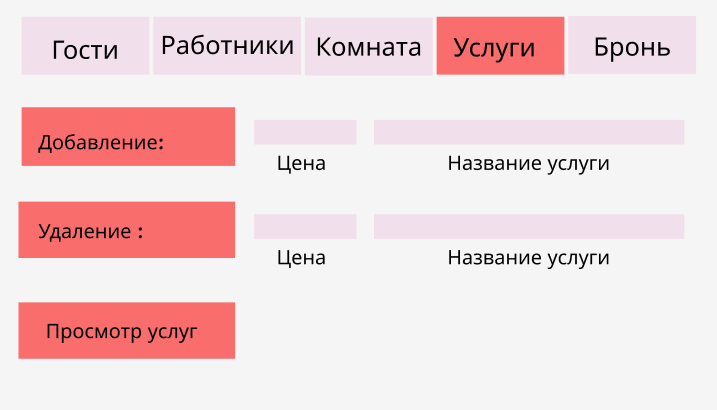 Гости Работники Комната Услуги Бронь
Добавление:
Цена Название услуги
Удаление :
Цена Название услуги
Просмотр услуг